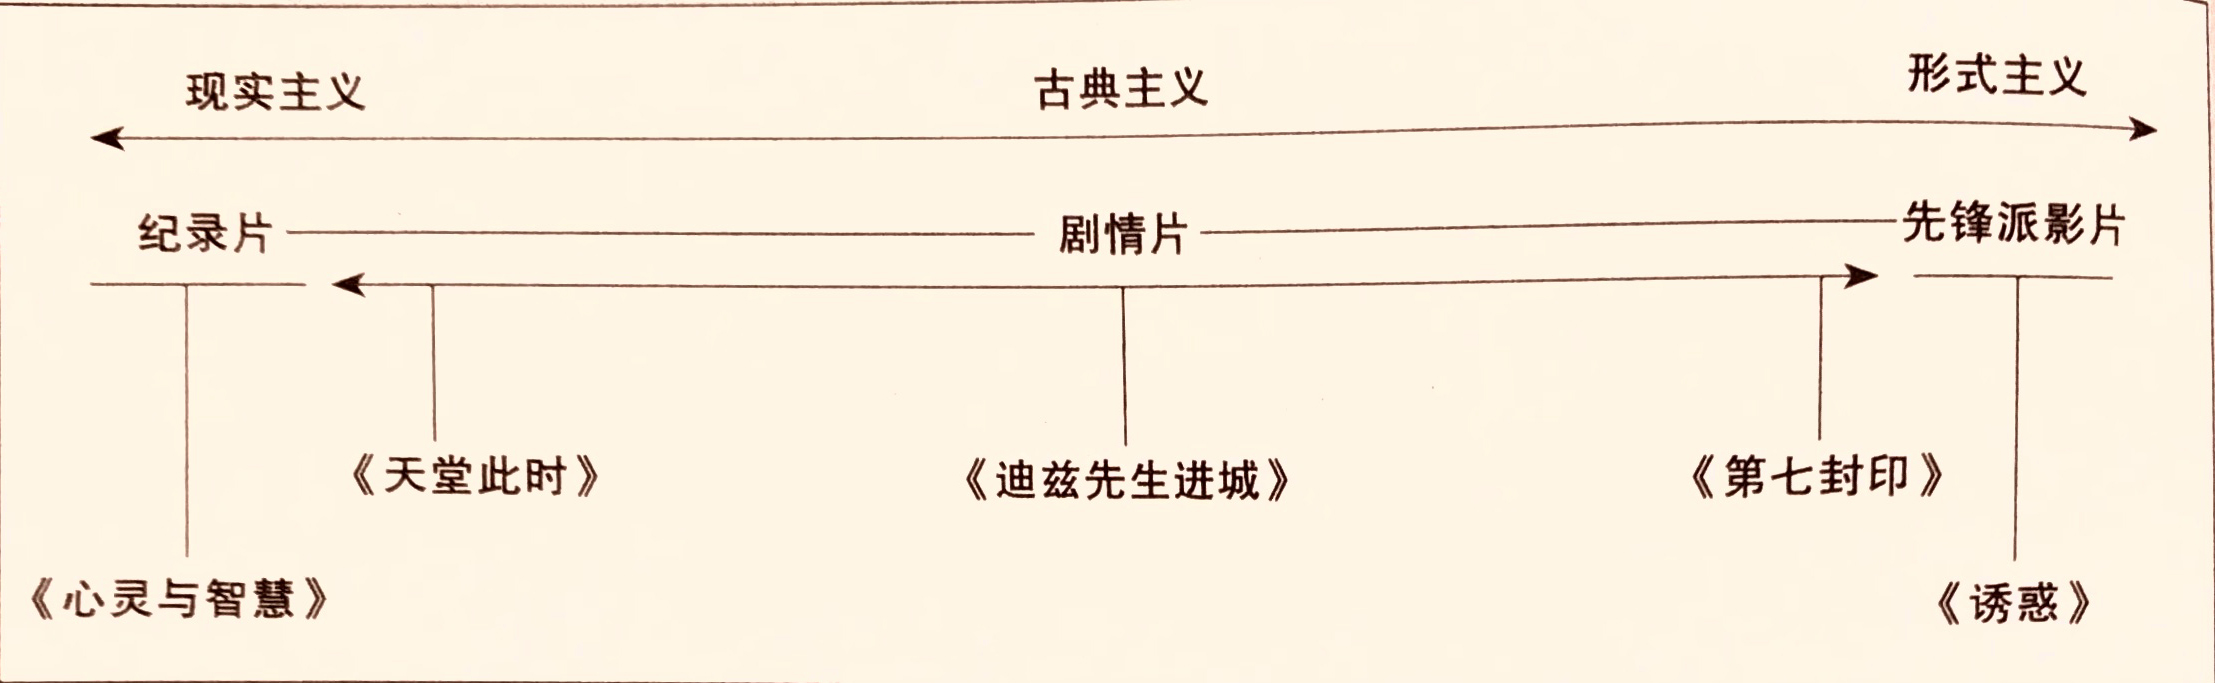 现实主义 古典主义 形式主义
纪录片 剧情片 先锋派影片
《天堂此时》 《迪兹先生进城》 《第七封印》
《心灵与智慧》 《诱惑》